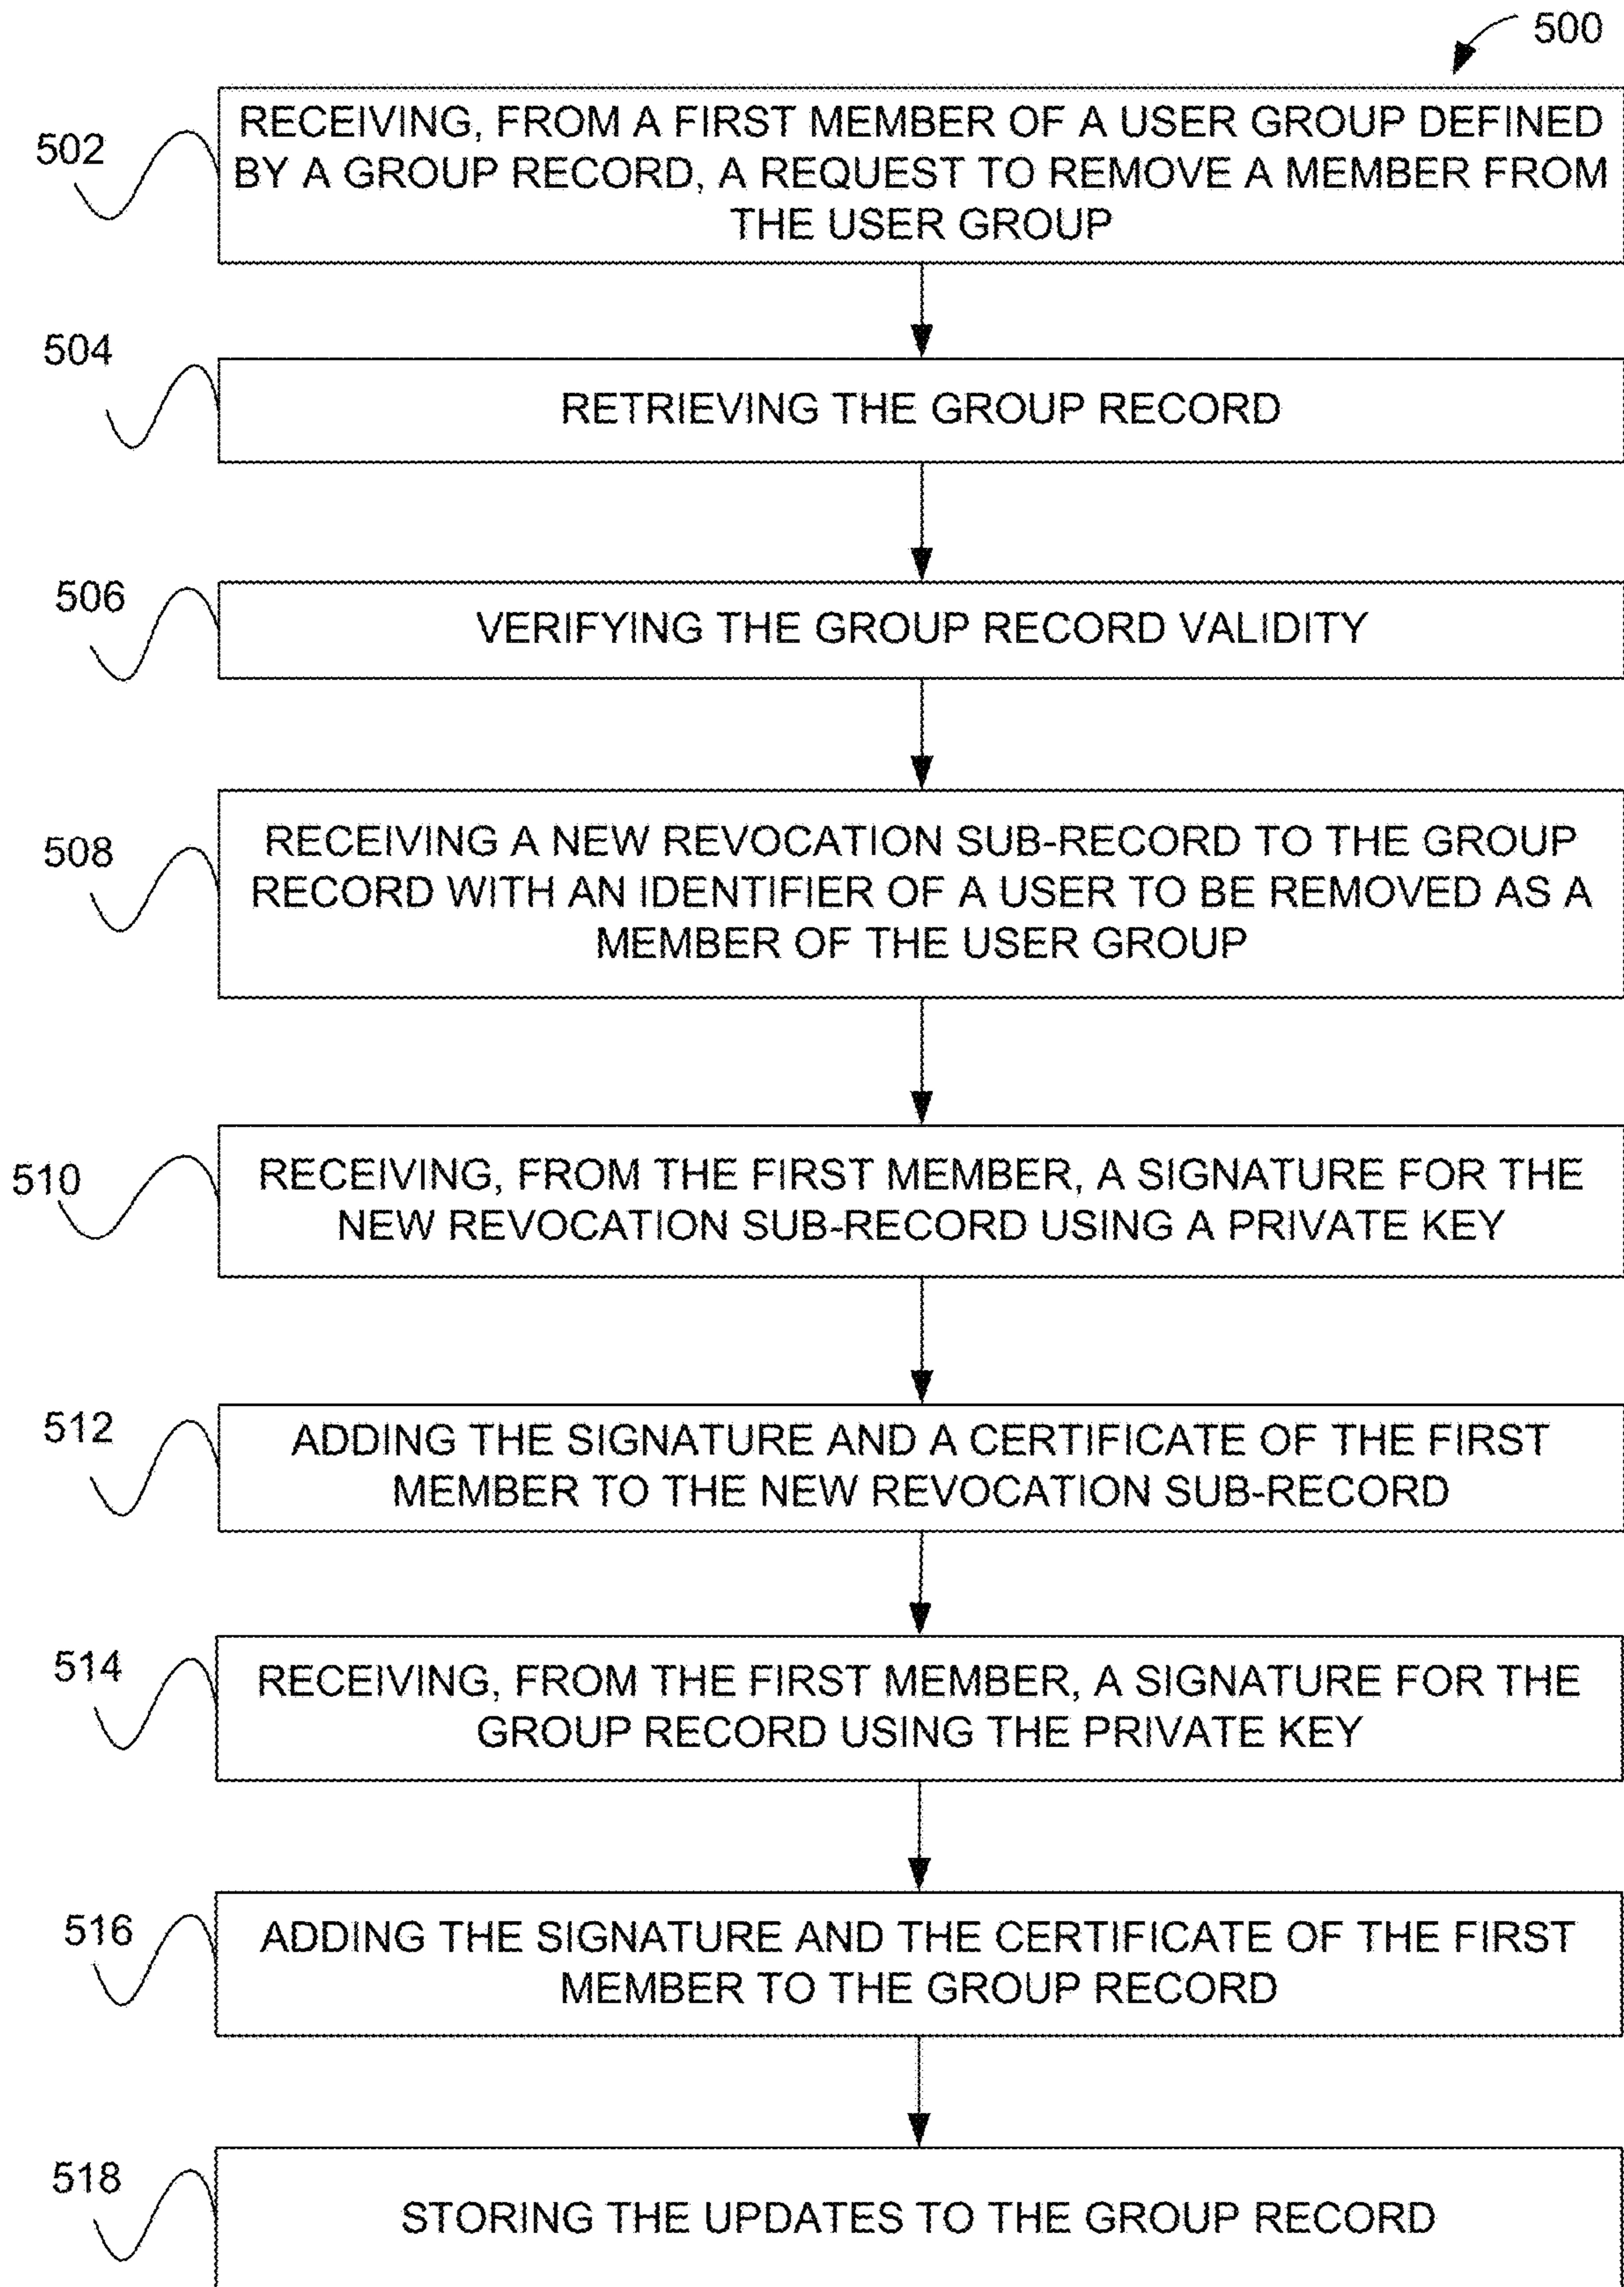 500
502
RECEIVING, FROM A FIRST MEMBER OF A USER GROUP DEFINED
BY A GROUP RECORD, A REQUEST TO REMOVE A MEMBER FROM
THE USER GROUP
504
RETRIEVING THE GROUP RECORD
506
VERIFYING THE GROUP RECORD VALIDITY
508
RECEIVING A NEW REVOCATION SUB-RECORD TO THE GROUP
RECORD WITH AN IDENTIFIER OF A USER TO BE REMOVED AS A
MEMBER OF THE USER GROUP
510
RECEIVING, FROM THE FIRST MEMBER, A SIGNATURE FOR THE
NEW REVOCATION SUB-RECORD USING A PRIVATE KEY
512
ADDING THE SIGNATURE AND A CERTIFICATE OF THE FIRST
MEMBER TO THE NEW REVOCATION SUB-RECORD
514
RECEIVING, FROM THE FIRST MEMBER, A SIGNATURE FOR THE
GROUP RECORD USING THE PRIVATE KEY
516
ADDING THE SIGNATURE AND THE CERTIFICATE OF THE FIRST
MEMBER TO THE GROUP RECORD
518
STORING THE UPDATES TO THE GROUP RECORD